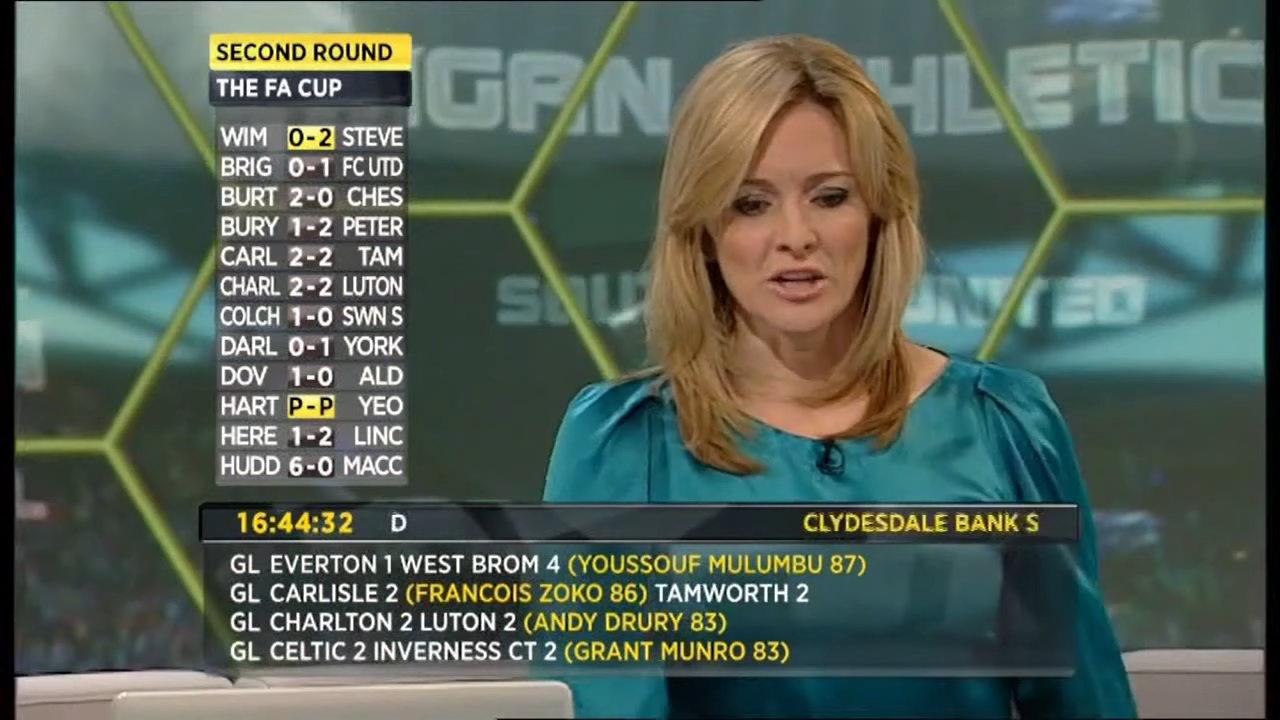 SECOND ROUND
THE FA CUP
WIM 0-2 STEVE
BRIG 0-1 FC UTD
BURT 2-0 CHES
BURY 1-2 PETER
CARL 2-2 TAM
CHARL 2-2 LUTON
COLCH 1-0 SWN S
DARL 0-1 YORK
DOV 1-0 ALD
HART P-P YEO
HERE 1-2 LINC
HUDD 6-0 MACC
16:44:32 D CLYDESDALE BANK S
GL EVERTON 1 WEST BROM 4 (YOUSSOUF MULUMBU 87)
GL CARLISLE 2 (FRANCOIS ZOKO 86) TAMWORTH 2
GL CHARLTON 2 LUTON 2 (ANDY DRURY 83)
GL CELTIC 2 INVERNESS CT 2 (GRANT MUNRO 83)